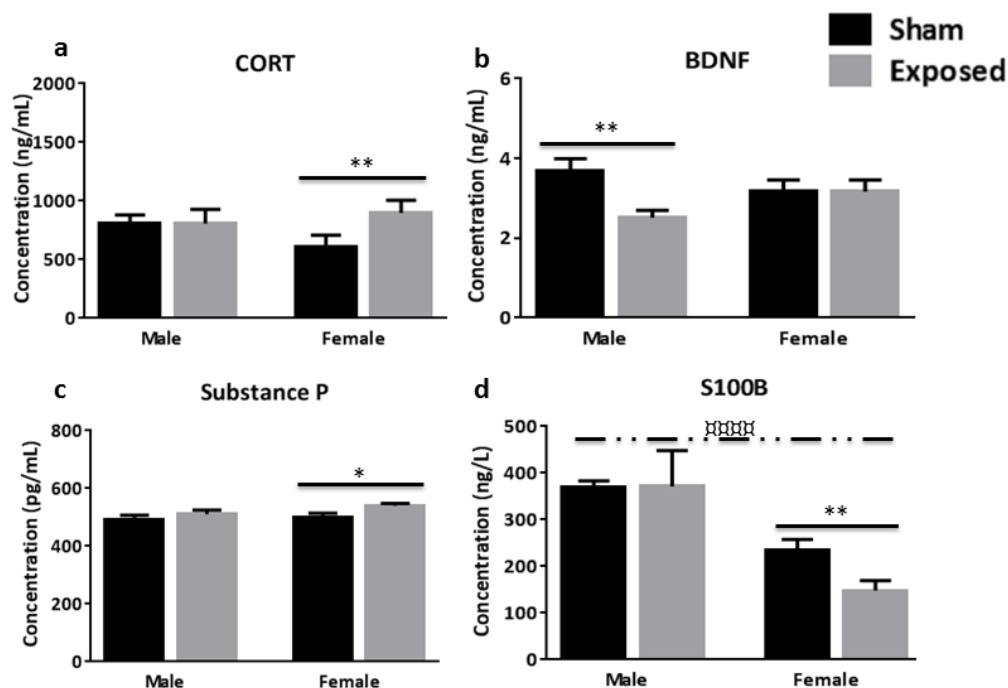 Sham
Exposed
a
CORT
Concentration (ng/mL)
2000
1500
1000
500
0
**
Male
Female
b
BDNF
Concentration (ng/mL)
6
4
2
0
**
Male
Female
c
Substance P
Concentration (pg/mL)
800
600
400
200
0
*
Male
Female
d
S100B
Concentration (ng/L)
500
400
300
200
100
0
¤¤¤¤
**
Male
Female